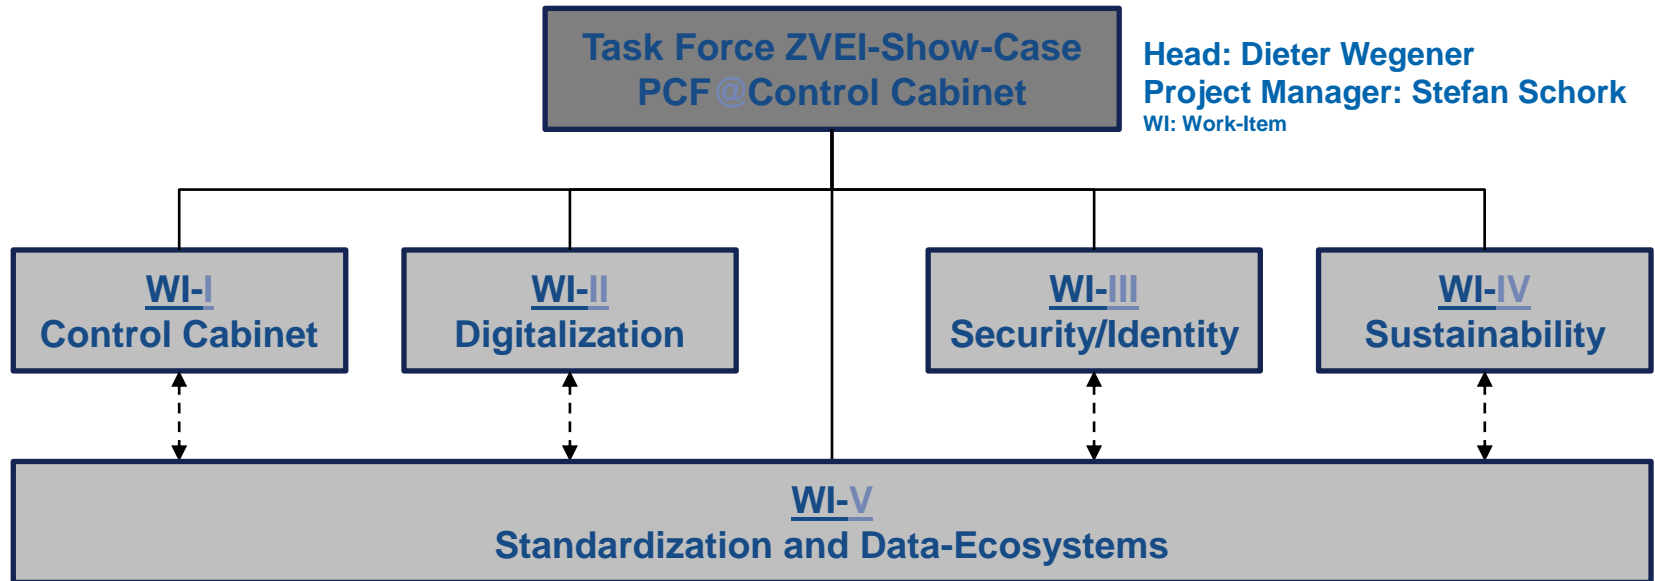 Task Force ZVEI-Show-Case
PCF@Control Cabinet
Head: Dieter Wegener
Project Manager: Stefan Schork
WI: Work-Item
WI-I
Control Cabinet
WI-II
Digitalization
WI-III
Security/Identity
WI-IV
Sustainability
WI-V
Standardization and Data-Ecosystems